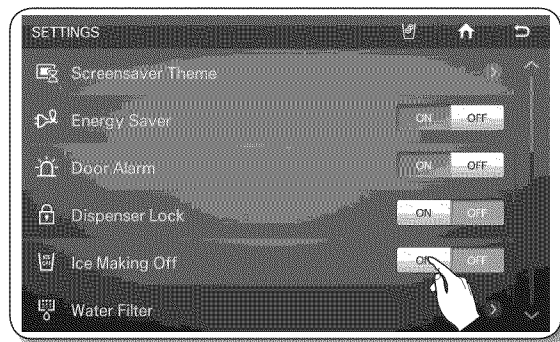 SETTINGS
Screensaver Theme
Energy Saver ON OFF
Door Alarm ON OFF
Dispenser Lock ON OFF
Ice Making Off ON OFF
Water Filter